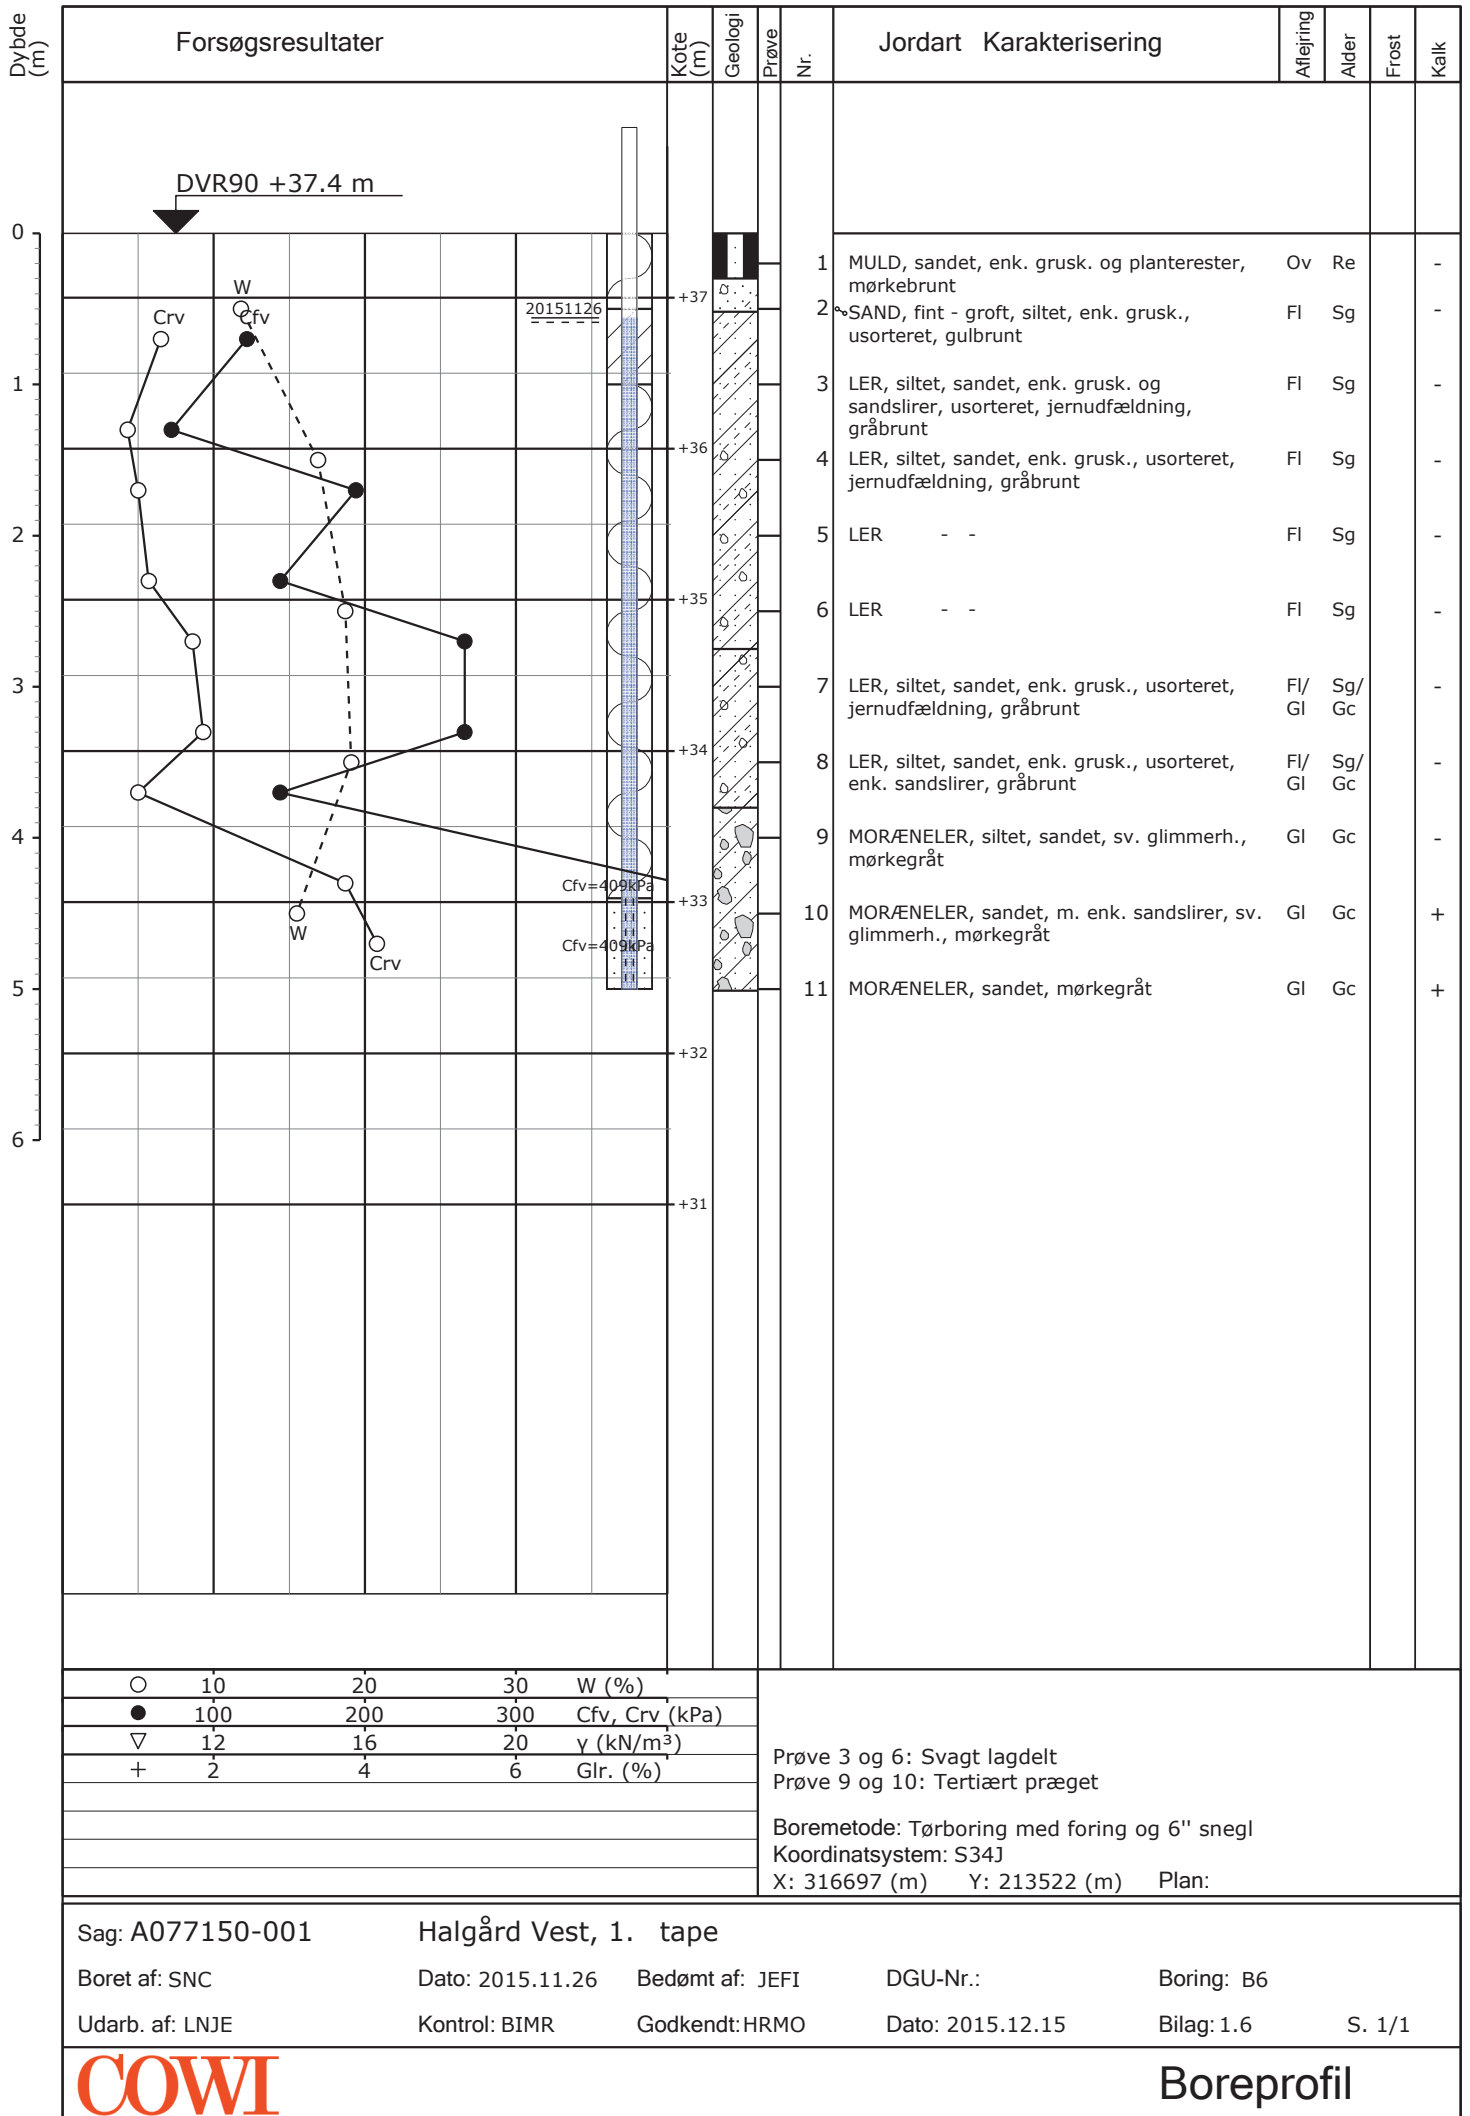 Dybde (m)
Forsøgsresultater
Kote (m)
Geologi
Prøve
Nr.
Jordart Karakterisering
Aflejring
Alder
Frost
Kalk
DVR90 +37.4 m
0
1
2
3
4
5
6
W
Crv
Cfv
20151126
+37
+36
+35
+34
+33
+32
+31
Cfv=409kPa
Cfv=409kPa
W
Crv
1 MULD, sandet, enk. grusk. og planterester, Ov Re -
mørkebrunt
2 SAND, fint - groft, siltet, enk. grusk., Fl Sg -
usorteret, gulbrunt
3 LER, siltet, sandet, enk. grusk. og Fl Sg -
sandslirer, usorteret, jernudfældning,
gråbrunt
4 LER, siltet, sandet, enk. grusk., usorteret, Fl Sg -
jernudfældning, gråbrunt
5 LER - - Fl Sg -
6 LER - - Fl Sg -
7 LER, siltet, sandet, enk. grusk., usorteret, Fl/ Sg/ -
jernudfældning, gråbrunt Gl Gc
8 LER, siltet, sandet, enk. grusk., usorteret, Fl/ Sg/ -
enk. sandslirer, gråbrunt Gl Gc
9 MORÆNELER, siltet, sandet, sv. glimmerh., Gl Gc -
mørkegråt
10 MORÆNELER, sandet, m. enk. sandslirer, sv. Gl Gc +
glimmerh., mørkegråt
11 MORÆNELER, sandet, mørkegråt Gl Gc +
10 20 30 W (%)
100 200 300 Cfv, Crv (kPa)
12 16 20 γ (kN/m³)
+ 2 4 6 Glr. (%)
Prøve 3 og 6: Svagt lagdelt
Prøve 9 og 10: Tertiært præget
Boremetode: Tørboring med foring og 6'' snegl
Koordinatsystem: S34J
X: 316697 (m) Y: 213522 (m) Plan:
Sag: A077150-001 Halgård Vest, 1. tape
Boret af: SNC Dato: 2015.11.26 Bedømt af: JEFI DGU-Nr.: Boring: B6
Udarb. af: LNJE Kontrol: BIMR Godkendt: HRMO Dato: 2015.12.15 Bilag: 1.6 S. 1/1
COWI Boreprofil